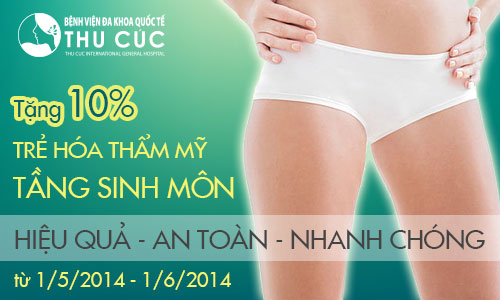 BỆNH VIỆN ĐA KHOA QUỐC TẾ
THU CÚC
THU CUC INTERNATIONAL GENERAL HOSPITAL
Tặng 10%
TRẺ HÓA THẨM MỸ
TẦNG SINH MÔN
HIỆU QUẢ - AN TOÀN - NHANH CHÓNG
từ 1/5/2014 - 1/6/2014